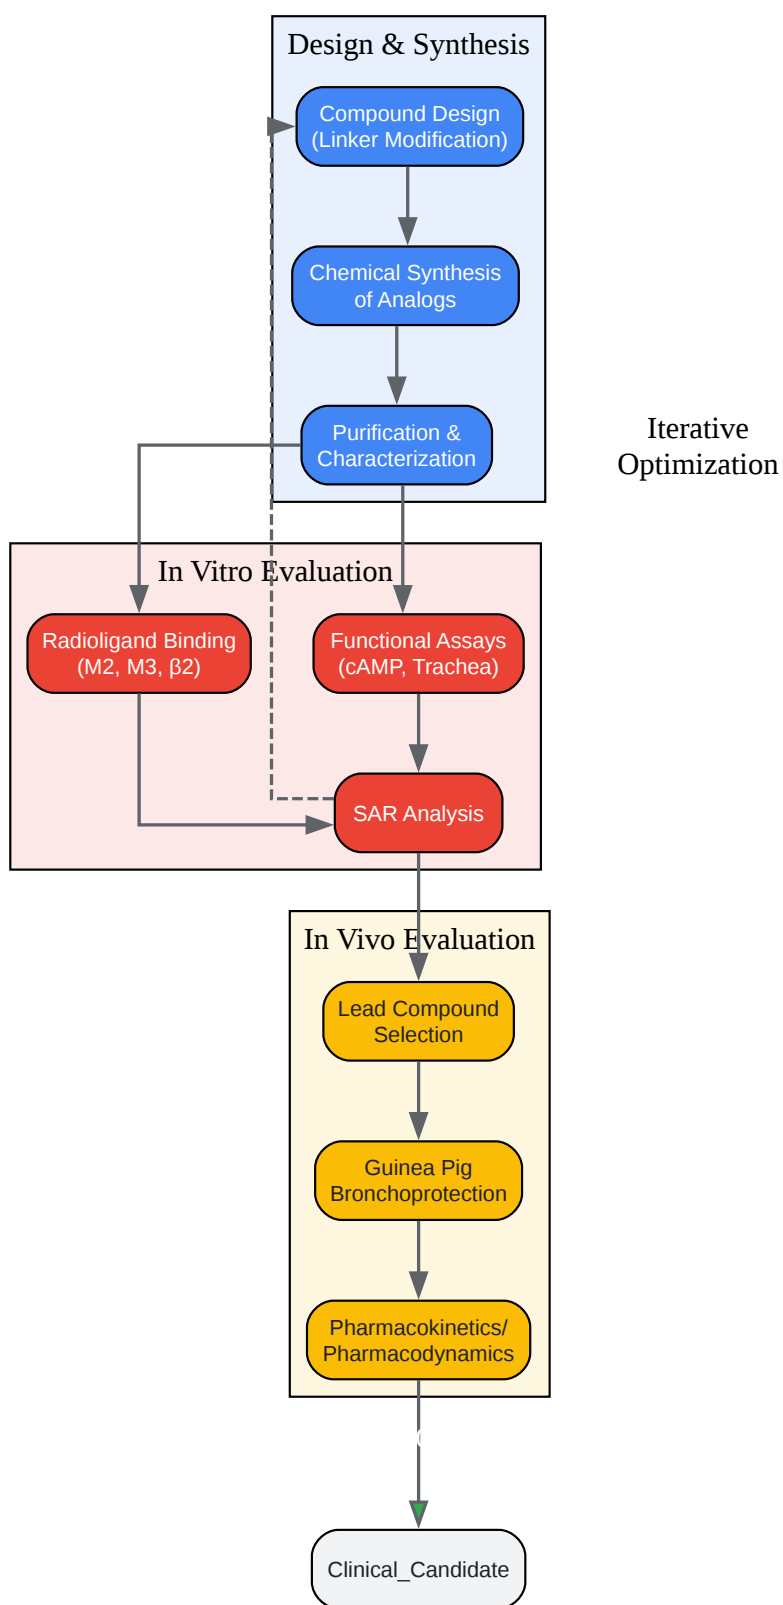 Design & Synthesis
Compound Design
(Linker Modification)
Chemical Synthesis
of Analogs
Purification &
Characterization
Iterative
Optimization
In Vitro Evaluation
Radioligand Binding
(M2, M3, β2)
Functional Assays
(cAMP, Trachea)
SAR Analysis
In Vivo Evaluation
Lead Compound
Selection
Guinea Pig
Bronchoprotection
Pharmacokinetics/
Pharmacodynamics
Clinical_Candidate